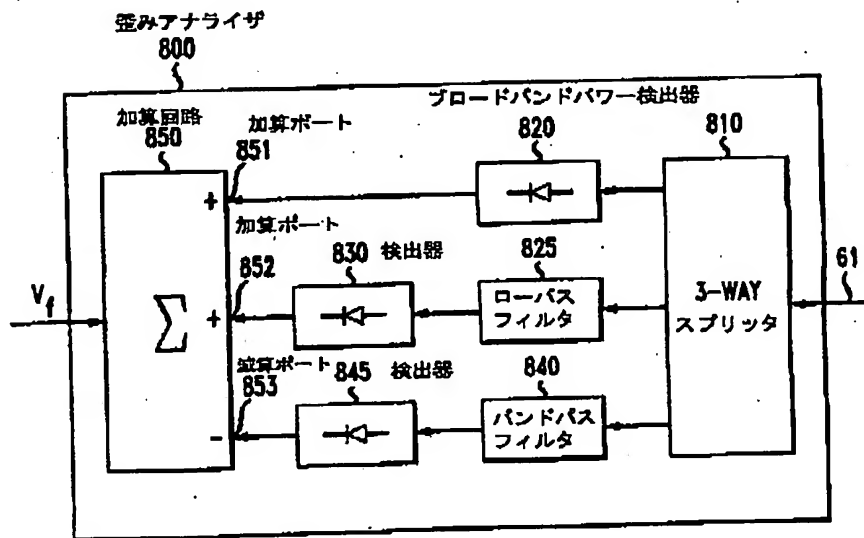 歪みアナライザ
800
ブロードバンドパワー検出器
加算回路
850
加算ポート
851
820
810
+
加算ポート
852
830 検出器
825
61
Vf
Σ
+
ローパス
フィルタ
3-WAY
スプリッタ
減算ポート
853
845 検出器
840
-
バンドパス
フィルタ